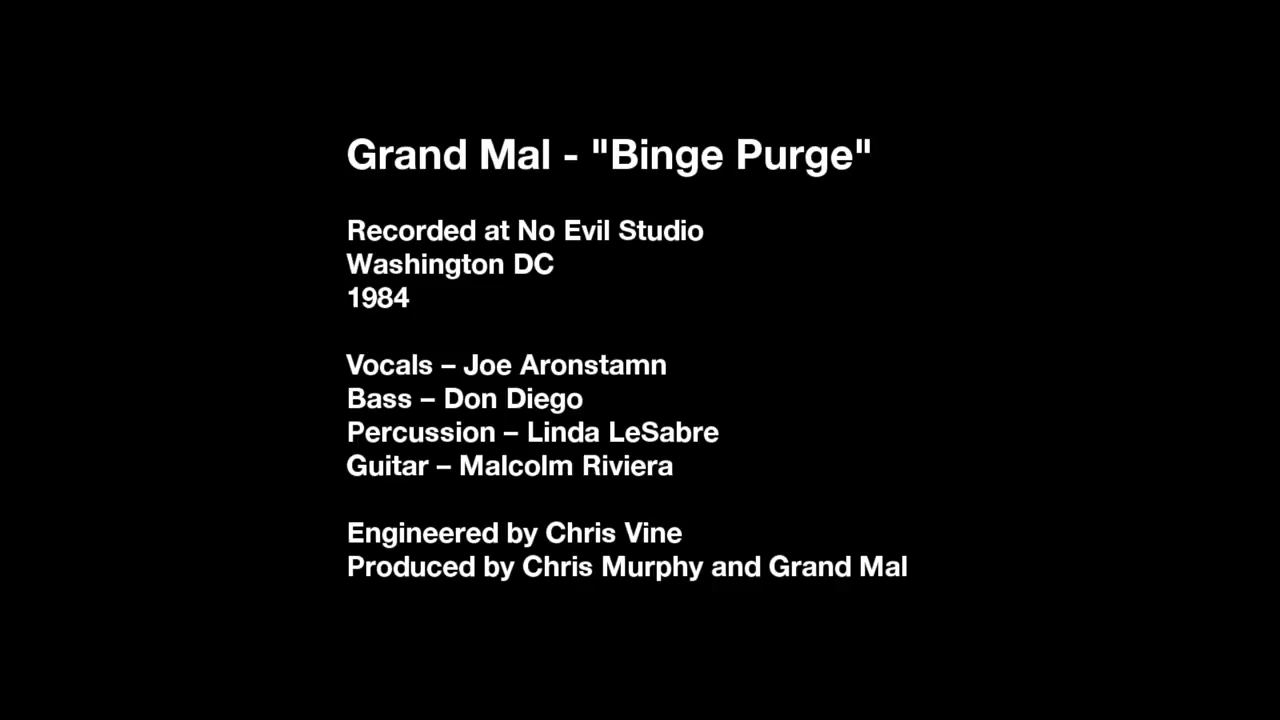 Grand Mal - "Binge Purge"
Recorded at No Evil Studio
Washington DC
1984
Vocals – Joe Aronstamn
Bass – Don Diego
Percussion – Linda LeSabre
Guitar – Malcolm Riviera
Engineered by Chris Vine
Produced by Chris Murphy and Grand Mal